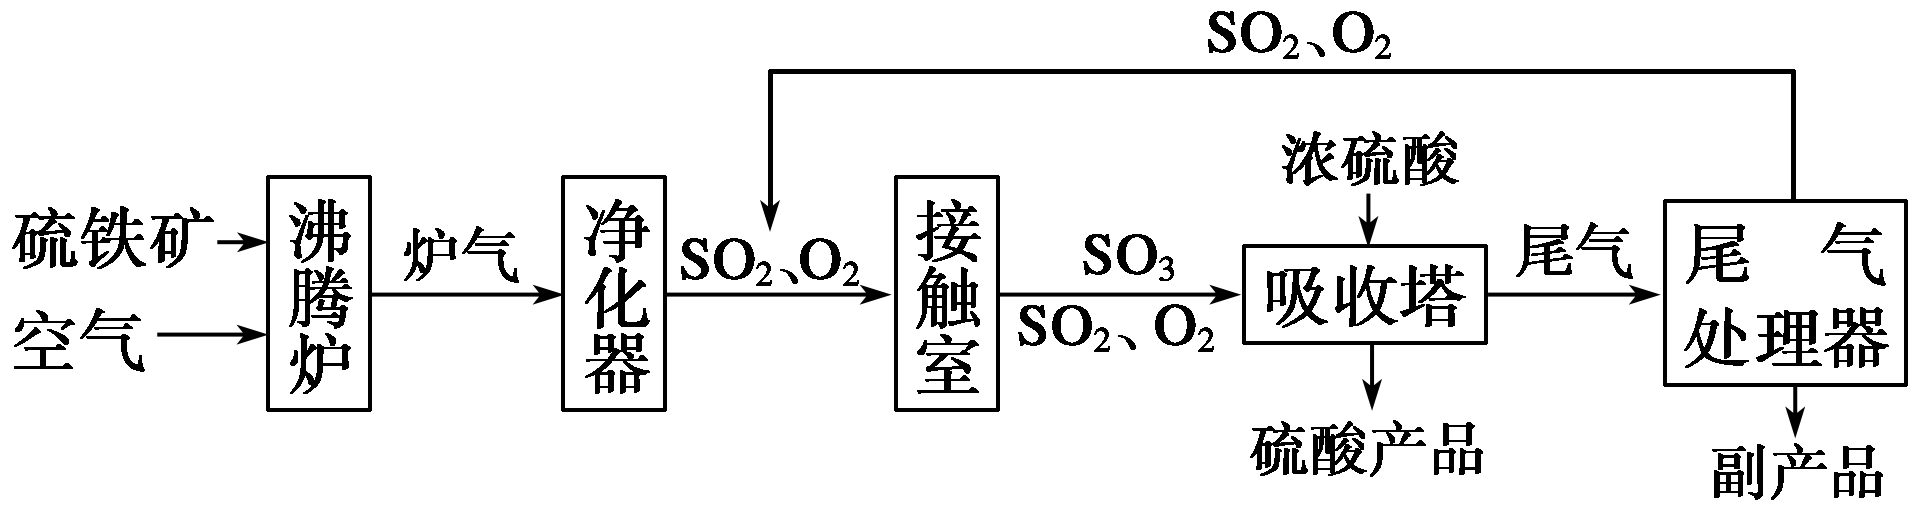 SO₂、O₂
硫铁矿
空气
沸腾炉
炉气
净化器
SO₂、O₂
接触室
SO₃
SO₂、O₂
浓硫酸
吸收塔
硫酸产品
尾气
尾气
处理器
副产品